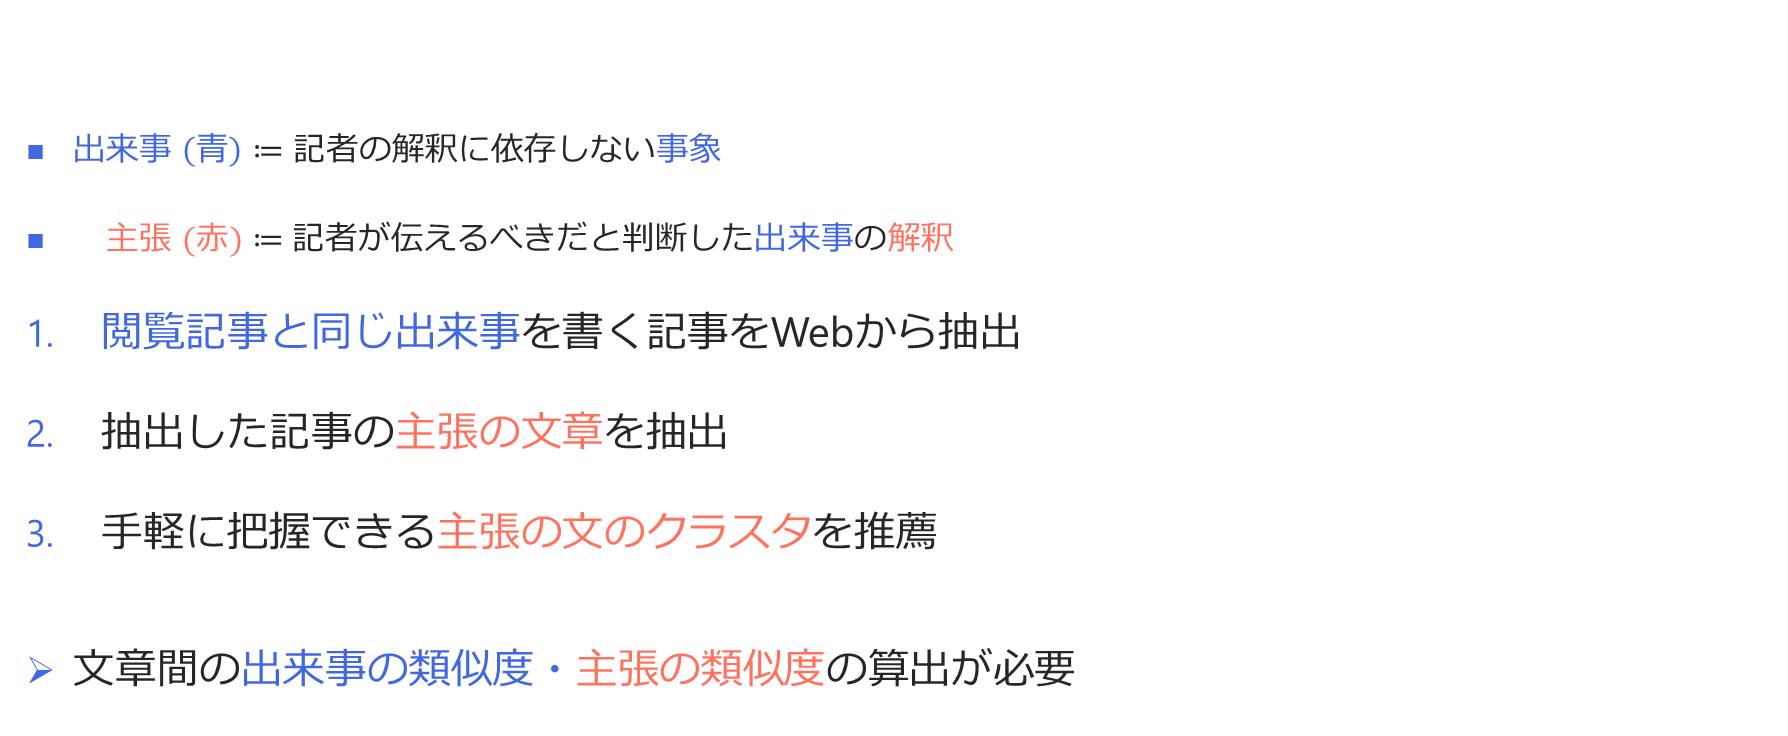 ■ 出来事 (青) ≔ 記者の解釈に依存しない事象
■ 主張 (赤) ≔ 記者が伝えるべきだと判断した出来事の解釈
1. 閲覧記事と同じ出来事を書く記事をWebから抽出
2. 抽出した記事の主張の文章を抽出
3. 手軽に把握できる主張の文のクラスタを推薦
➢ 文章間の出来事の類似度・主張の類似度の算出が必要